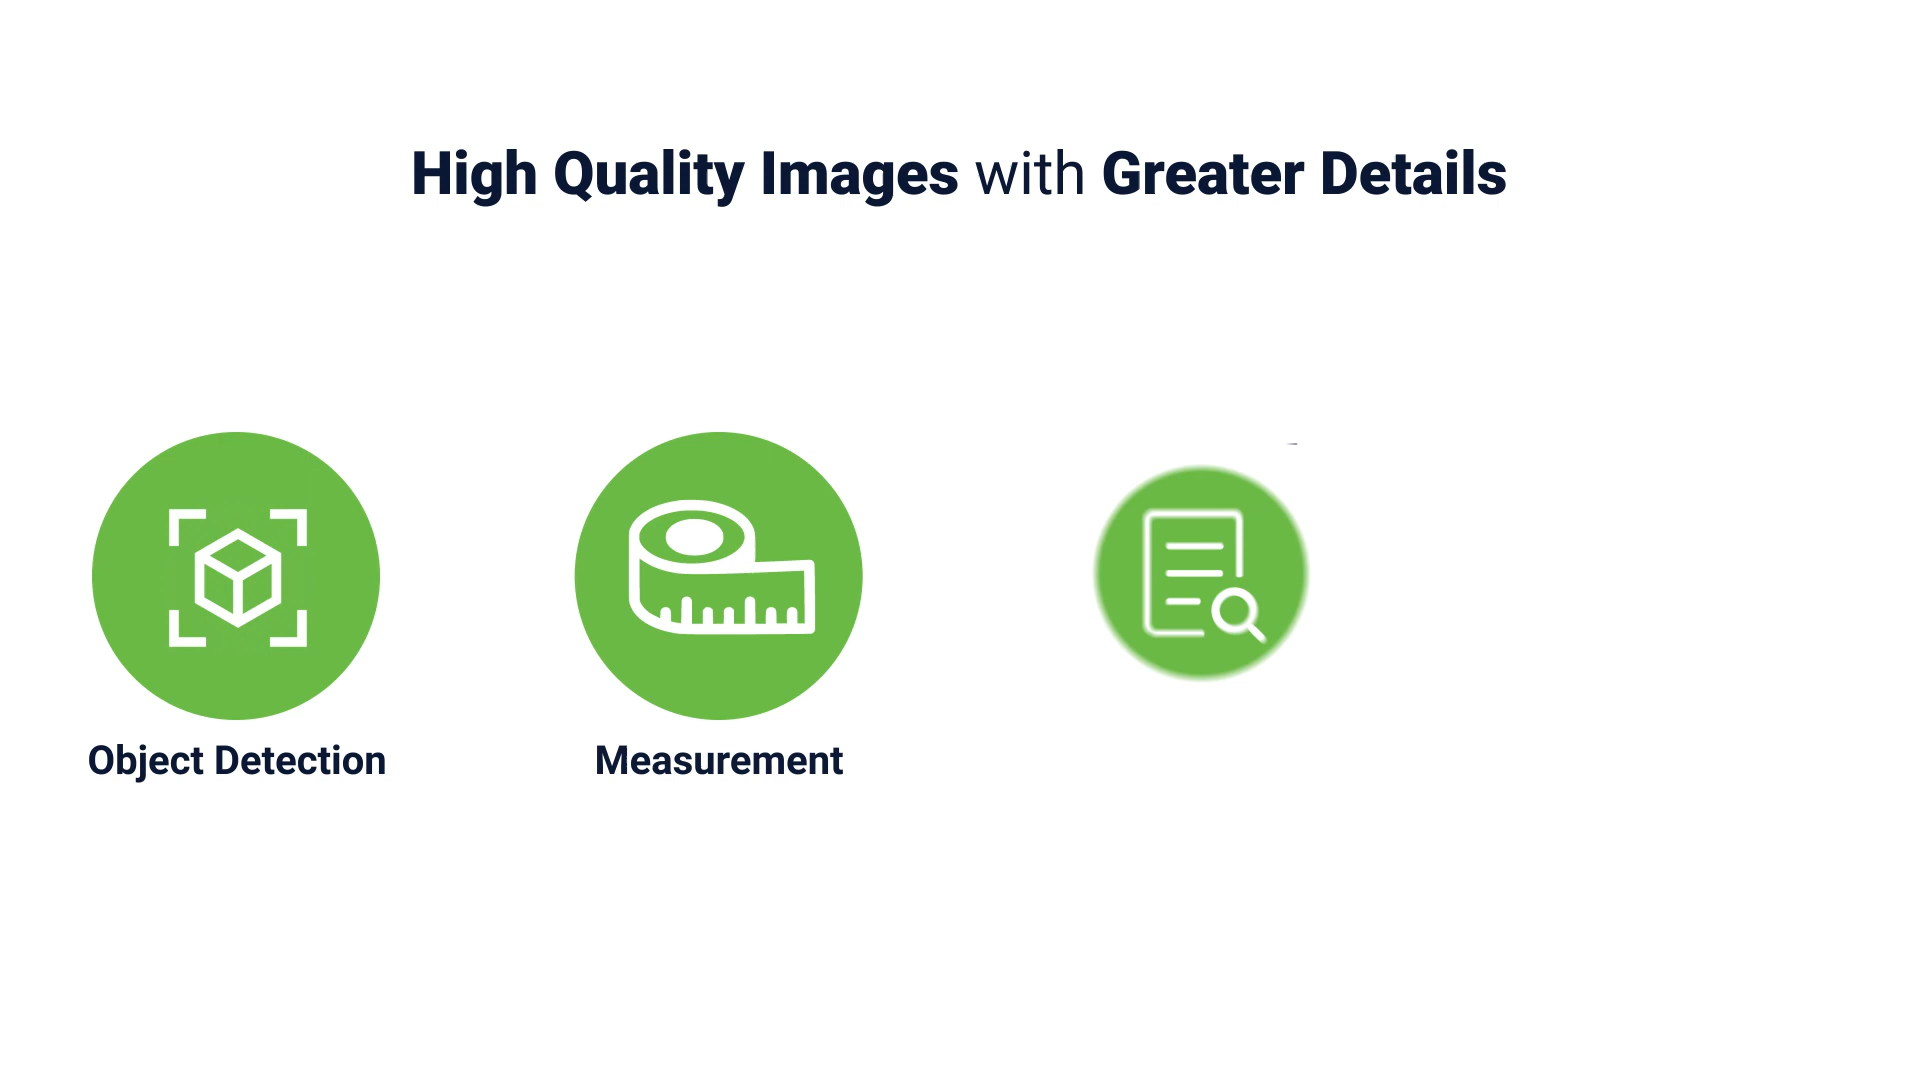 High Quality Images with Greater Details
Object Detection
Measurement